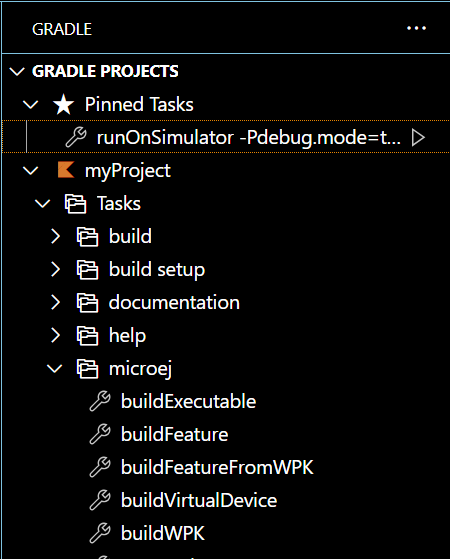 GRADLE
GRADLE PROJECTS
Pinned Tasks
runOnSimulator -Pdebug.mode=t...
myProject
Tasks
build
build setup
documentation
help
microej
buildExecutable
buildFeature
buildFeatureFromWPK
buildVirtualDevice
buildWPK